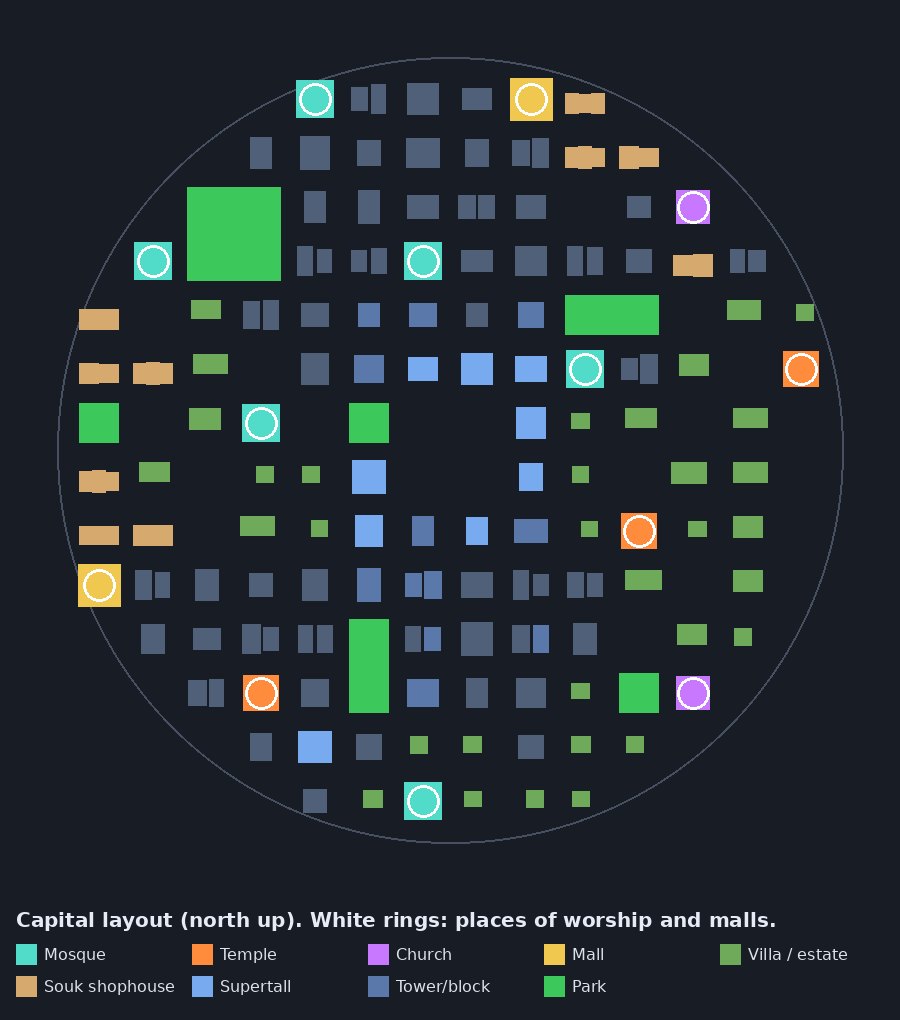 Capital layout (north up). White rings: places of worship and malls.
Mosque Temple Church Mall Villa / estate
Souk shophouse Supertall Tower/block Park